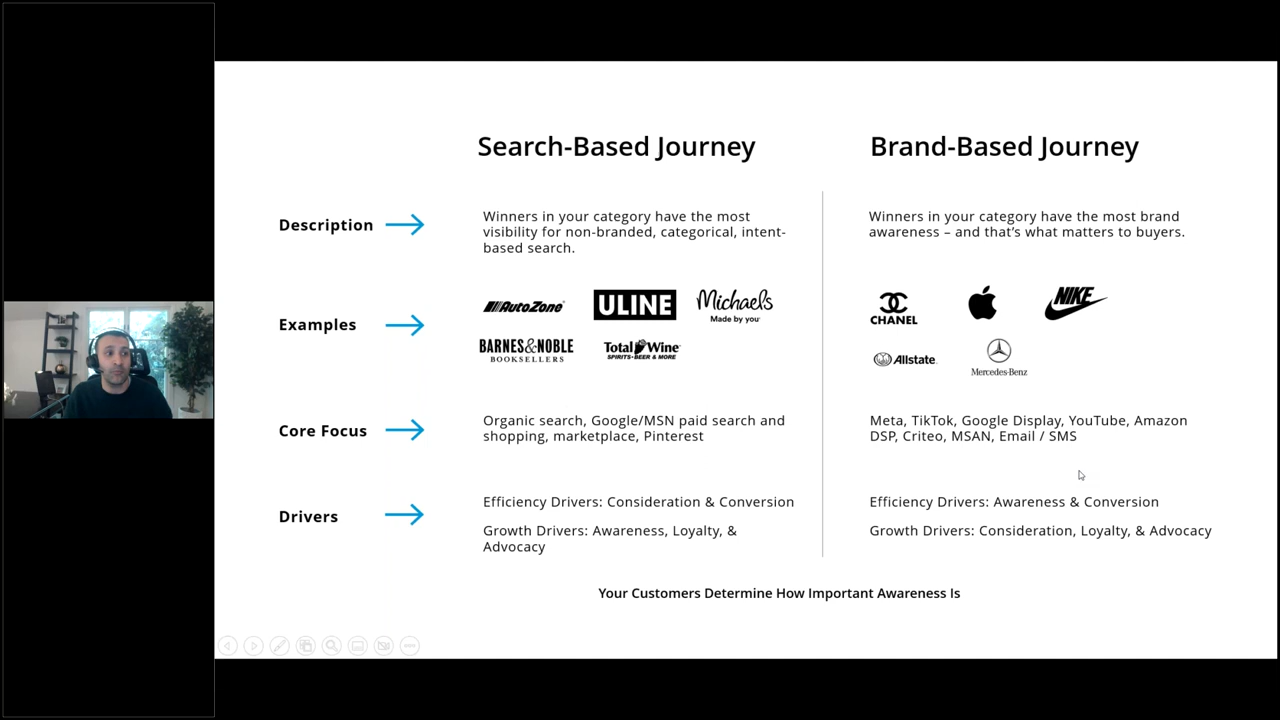 Search-Based Journey
Brand-Based Journey
Description
Winners in your category have the most
visibility for non-branded, categorical, intent-
based search.
Winners in your category have the most brand
awareness – and that's what matters to buyers.
Examples
AutoZone
ULINE
Michaels
Made by you
BARNES&NOBLE
BOOKSELLERS
Total Wine
SPIRITS•BEER & MORE
CHANEL
NIKE
Allstate
Mercedes-Benz
Core Focus
Organic search, Google/MSN paid search and
shopping, marketplace, Pinterest
Meta, TikTok, Google Display, YouTube, Amazon
DSP, Criteo, MSAN, Email / SMS
Drivers
Efficiency Drivers: Consideration & Conversion
Growth Drivers: Awareness, Loyalty, &
Advocacy
Efficiency Drivers: Awareness & Conversion
Growth Drivers: Consideration, Loyalty, & Advocacy
Your Customers Determine How Important Awareness Is